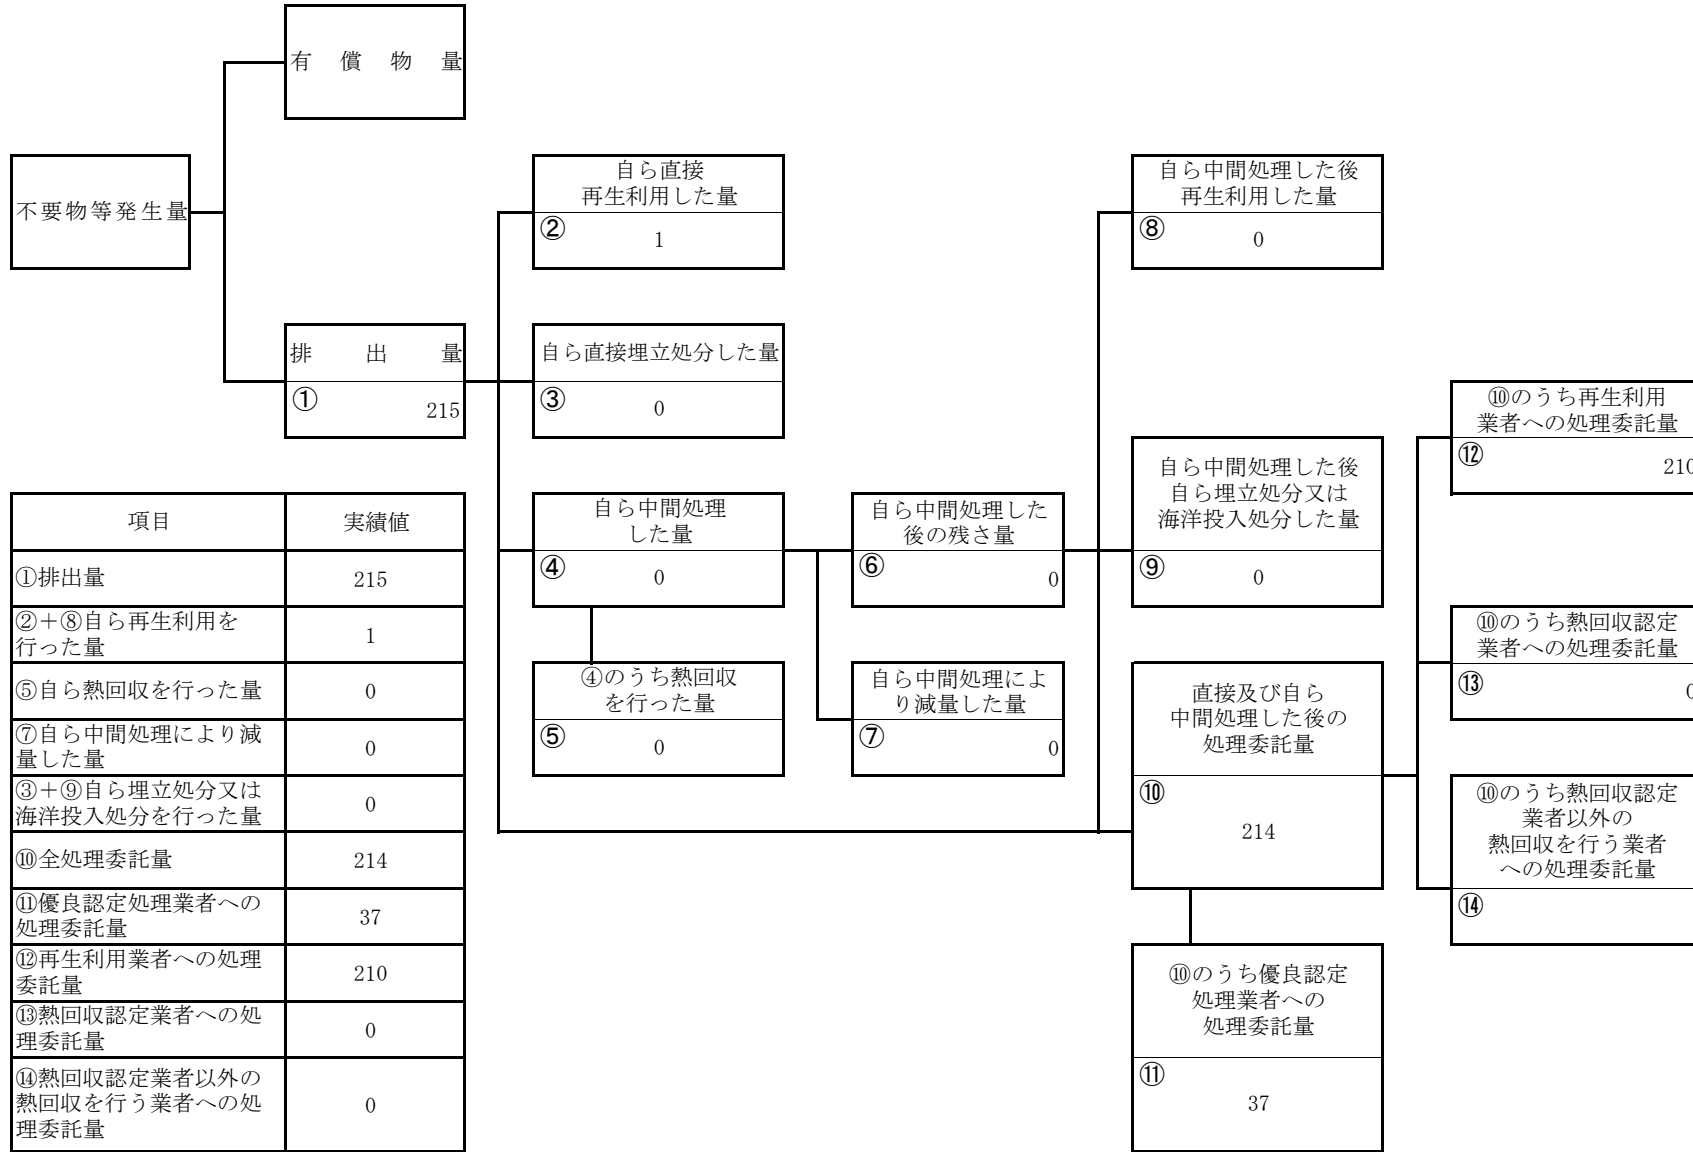 有償物量
不要物等発生量
自ら直接
再生利用した量
②
1
自ら中間処理した後
再生利用した量
⑧
0
排出量
①
215
自ら直接埋立処分した量
③
0
⑩のうち再生利用
業者への処理委託量
⑫
210
自ら中間処理した後
自ら埋立処分又は
海洋投入処分した量
⑨
0
自ら中間処理
した量
④
0
自ら中間処理した
後の残さ量
⑥
0
⑩のうち熱回収認定
業者への処理委託量
⑬
0
④のうち熱回収
を行った量
⑤
0
自ら中間処理によ
り減量した量
⑦
0
直接及び自ら
中間処理した後の
処理委託量
⑩
214
⑩のうち熱回収認定
業者以外の
熱回収を行う業者
への処理委託量
⑭
⑩のうち優良認定
処理業者への
処理委託量
⑪
37
項目 実績値
①排出量 215
②＋⑧自ら再生利用を
行った量 1
⑤自ら熱回収を行った量 0
⑦自ら中間処理により減
量した量 0
③＋⑨自ら埋立処分又は
海洋投入処分を行った量 0
⑩全処理委託量 214
⑪優良認定処理業者への
処理委託量 37
⑫再生利用業者への処理
委託量 210
⑬熱回収認定業者への処
理委託量 0
⑭熱回収認定業者以外の
熱回収を行う業者への処
理委託量 0